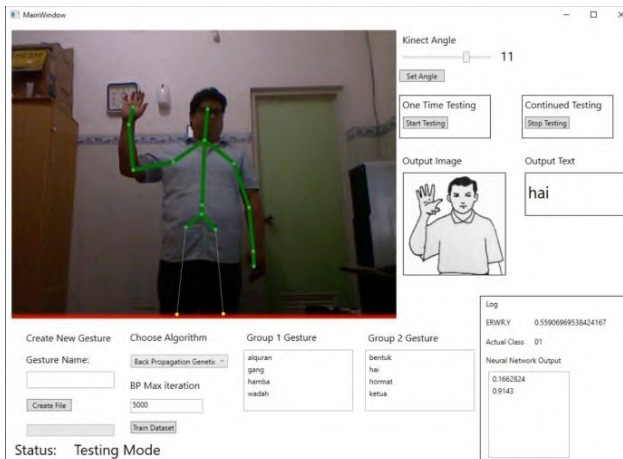 MainWindow
Kinect Angle
11
Set Angle
One Time Testing
Start Testing
Continued Testing
Stop Testing
Output Image
Output Text
hai
Create New Gesture
Gesture Name:
Create File
Choose Algorithm
Back Propagation Genetic
BP Max iteration
5000
Train Dataset
Group 1 Gesture
alquran
gang
hamba
wadah
Group 2 Gesture
bentuk
hai
hormat
ketua
Log
ERWR.Y 0.55906969538424167
Actual Class 01
Neural Network Output
0.1662824
0.9143
Status: Testing Mode